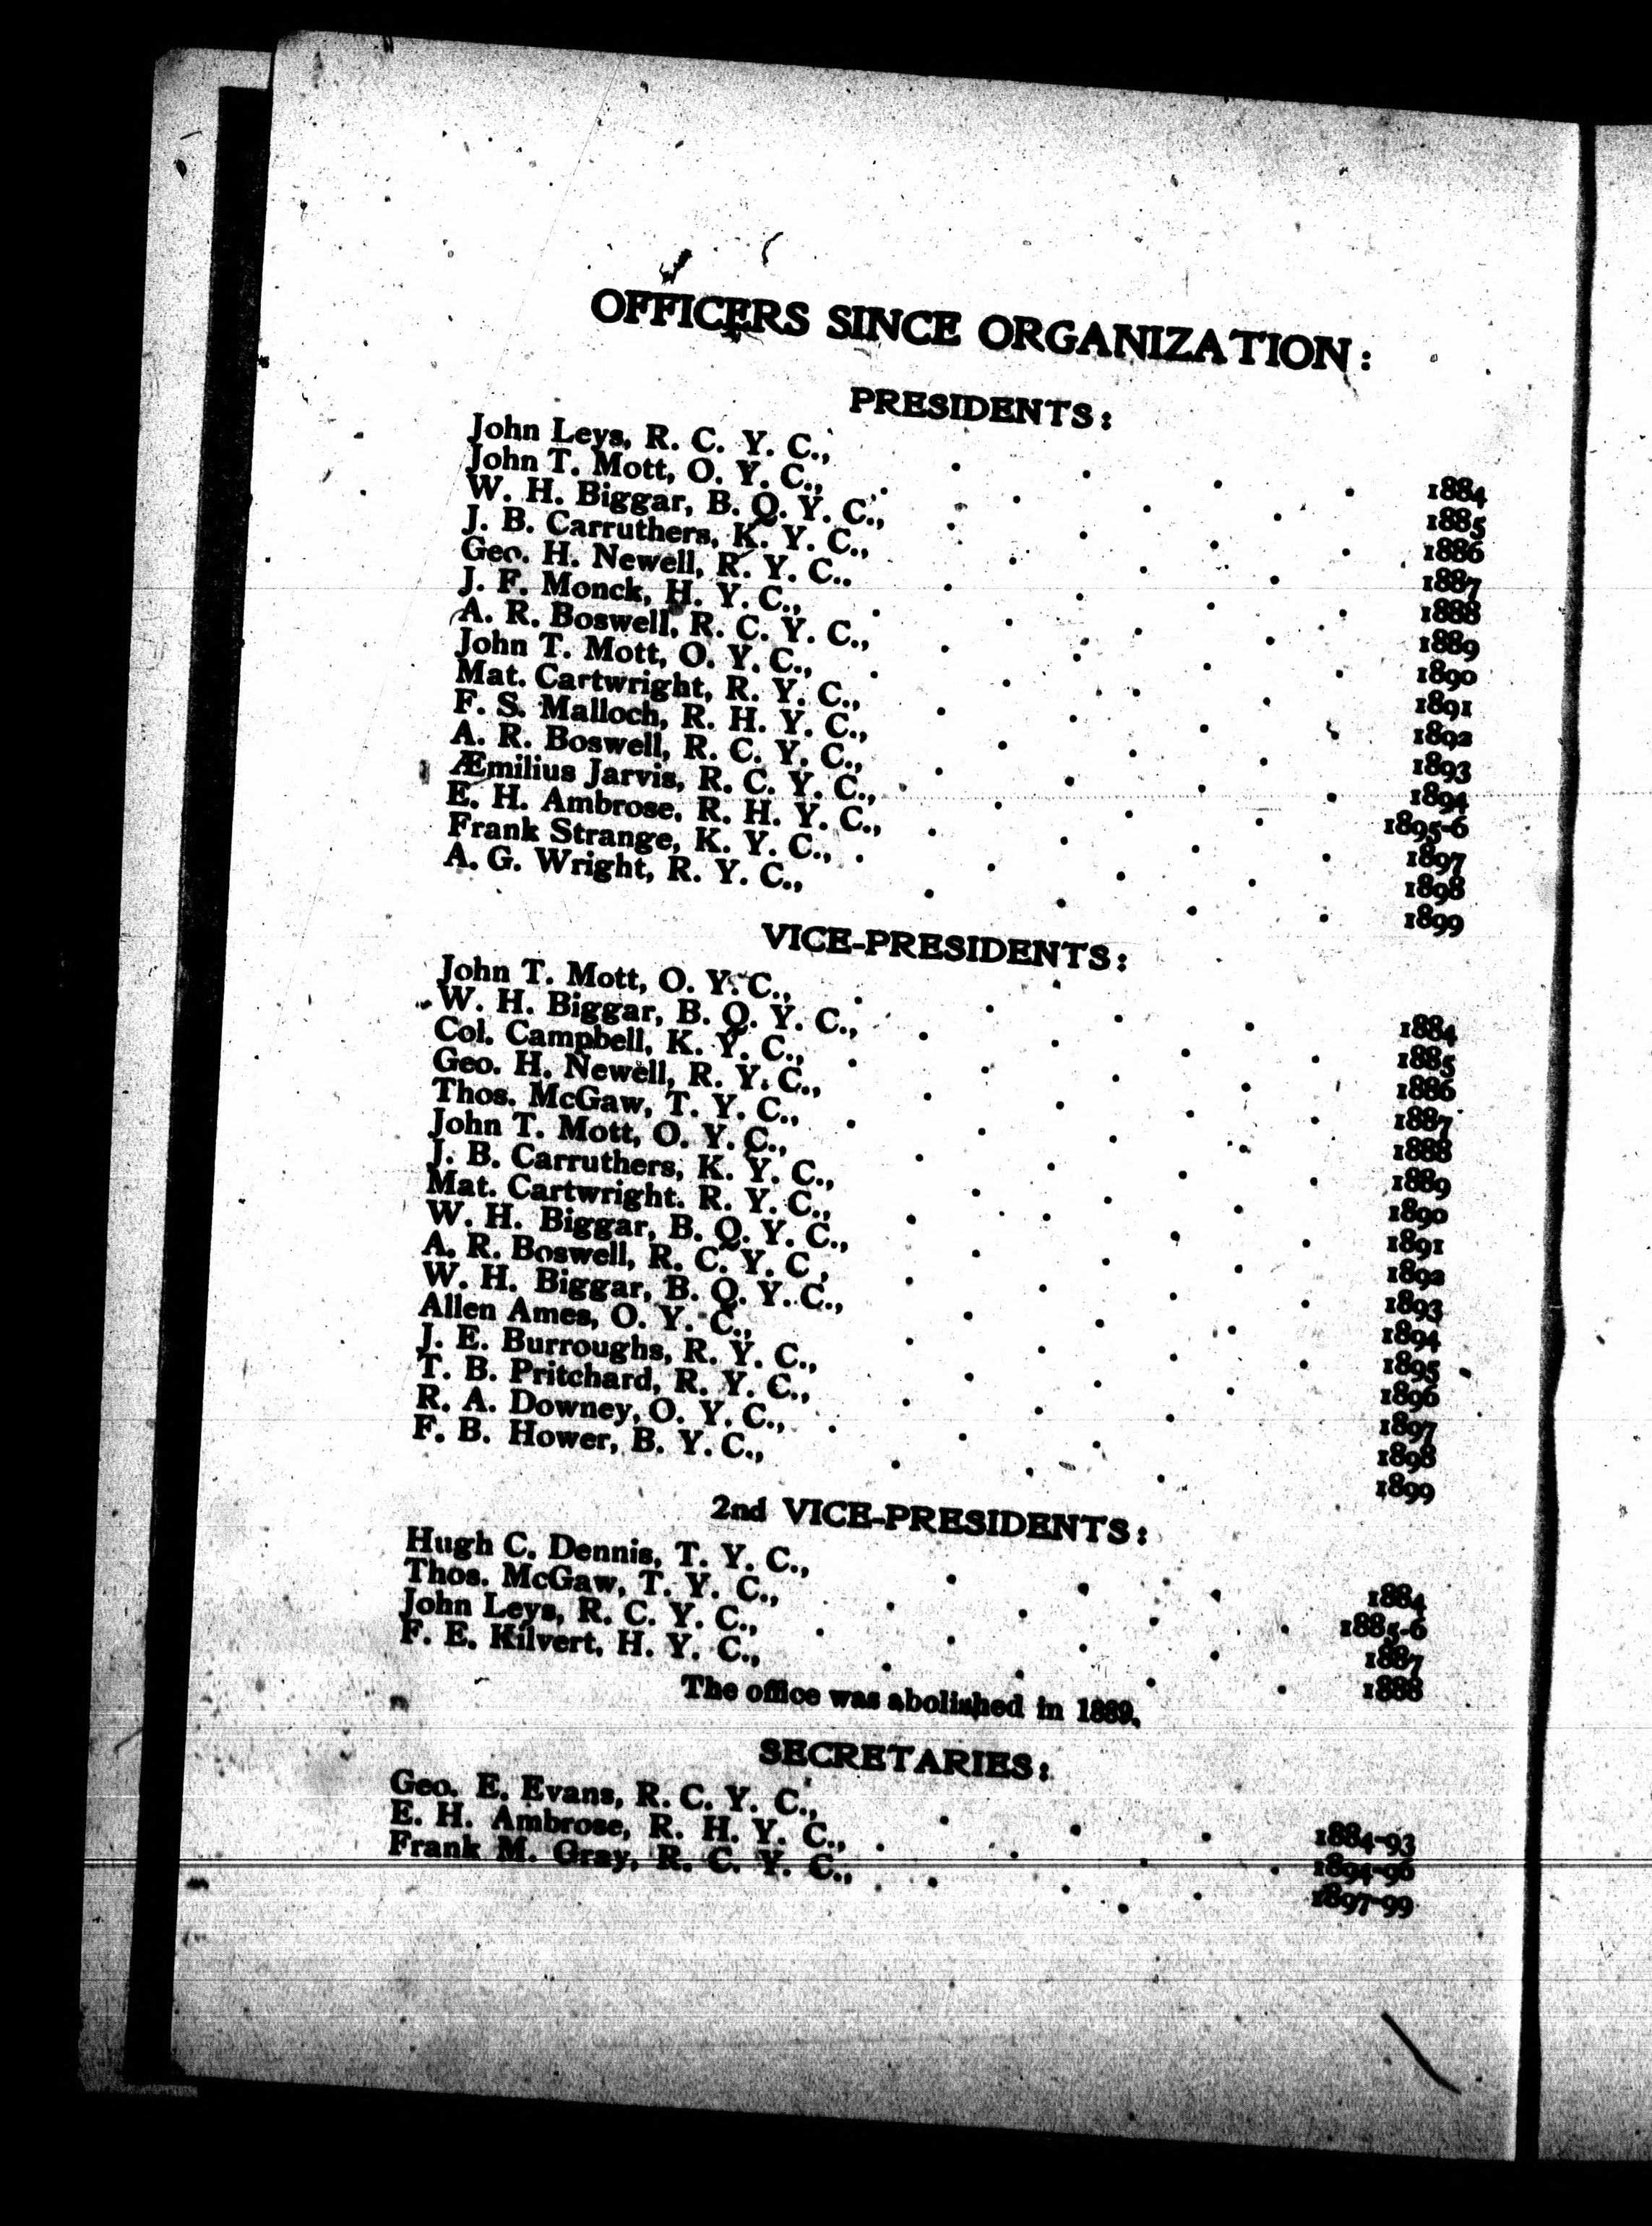 OFFICERS SINCE ORGANIZATION:
PRESIDENTS:
John Leys, R. C. Y. C., . . . . 1884
John T. Mott, O. Y. C., . . . . 1885
W. H. Biggar, B. Q. Y. C., . . . . 1886
J. B. Carruthers, K. Y. C., . . . . 1887
Geo. H. Newell, R. Y. C.. . . . . 1888
J. F. Monck, H. Y. C., . . . . 1889
A. R. Boswell, R. C. Y. C., . . . . 1890
John T. Mott, O. Y. C., . . . . 1891
Mat. Cartwright, R. Y. C., . . . . 1892
F. S. Malloch, R. H. Y. C., . . . . 1893
A. R. Boswell, R. C. Y. C., . . . . 1894
Æmilius Jarvis, R. C. Y. C., . . . . 1895-6
E. H. Ambrose, R. H. Y. C., . . . . 1897
Frank Strange, K. Y. C., . . . . 1898
A. G. Wright, R. Y. C., . . . . 1899
VICE-PRESIDENTS:
John T. Mott, O. Y. C., . . . . 1884
W. H. Biggar, B. Q. Y. C., . . . . 1885
Col. Campbell, K. Y. C., . . . . 1886
Geo. H. Newell, R. Y. C., . . . . 1887
Thos. McGaw, T. Y. C., . . . . 1888
John T. Mott, O. Y. C., . . . . 1889
J. B. Carruthers, K. Y. C., . . . . 1890
Mat. Cartwright. R. Y. C., . . . . 1891
W. H. Biggar, B. Q. Y. C., . . . . 1892
A. R. Boswell, R. C. Y. C , . . . . 1893
W. H. Biggar, B. Q. Y. C., . . . . 1894
Allen Ames, O. Y. C., . . . . 1895
J. E. Burroughs, R. Y. C., . . . . 1896
T. B. Pritchard, R. Y. C., . . . . 1897
R. A. Downey, O. Y. C., . . . . 1898
F. B. Hower, B. Y. C., . . . . 1899
2nd VICE-PRESIDENTS:
Hugh C. Dennis, T. Y. C., . . . . 1884
Thos. McGaw, T. Y. C., . . . . 1885-6
John Leys, R. C. Y. C., . . . . 1887
F. E. Kilvert, H. Y. C., . . . . 1888
The office was abolished in 1889.
SECRETARIES:
Geo. E. Evans, R. C. Y. C., . . . 1884-93
E. H. Ambrose, R. H. Y. C., . . . . 1894-96
Frank M. Gray, R. C. Y. C., . . . . 1897-99